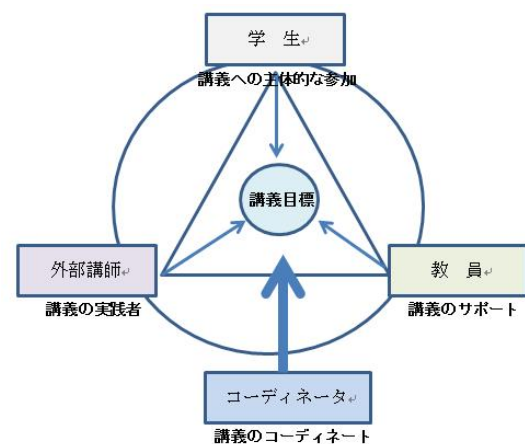 学　生
講義への主体的な参加
講義目標
外部講師
講義の実践者
教　員
講義のサポート
コーディネータ
講義のコーディネート